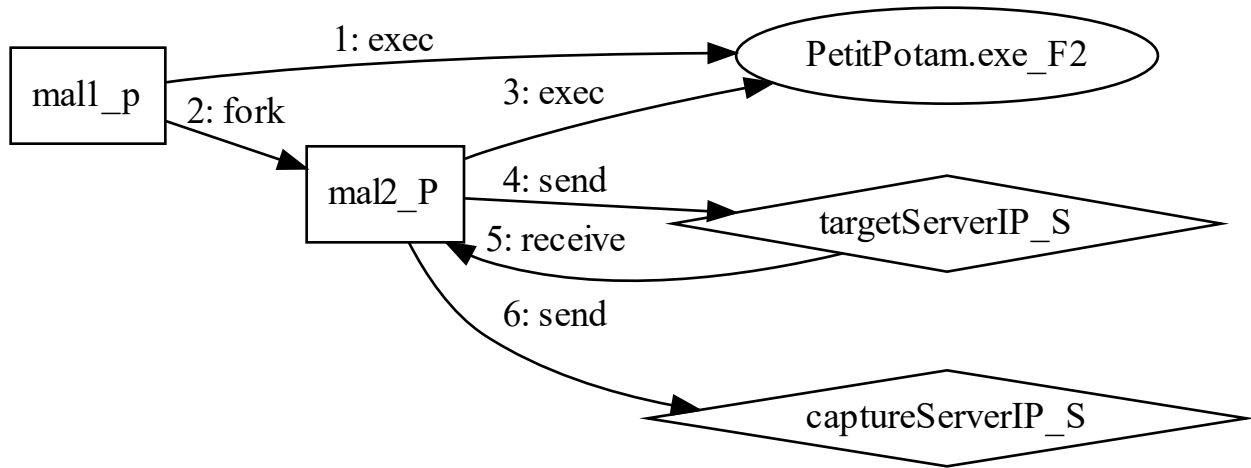 1: exec
PetitPotam.exe_F2
mal1_p
2: fork
3: exec
mal2_P
4: send
targetServerIP_S
5: receive
6: send
captureServerIP_S